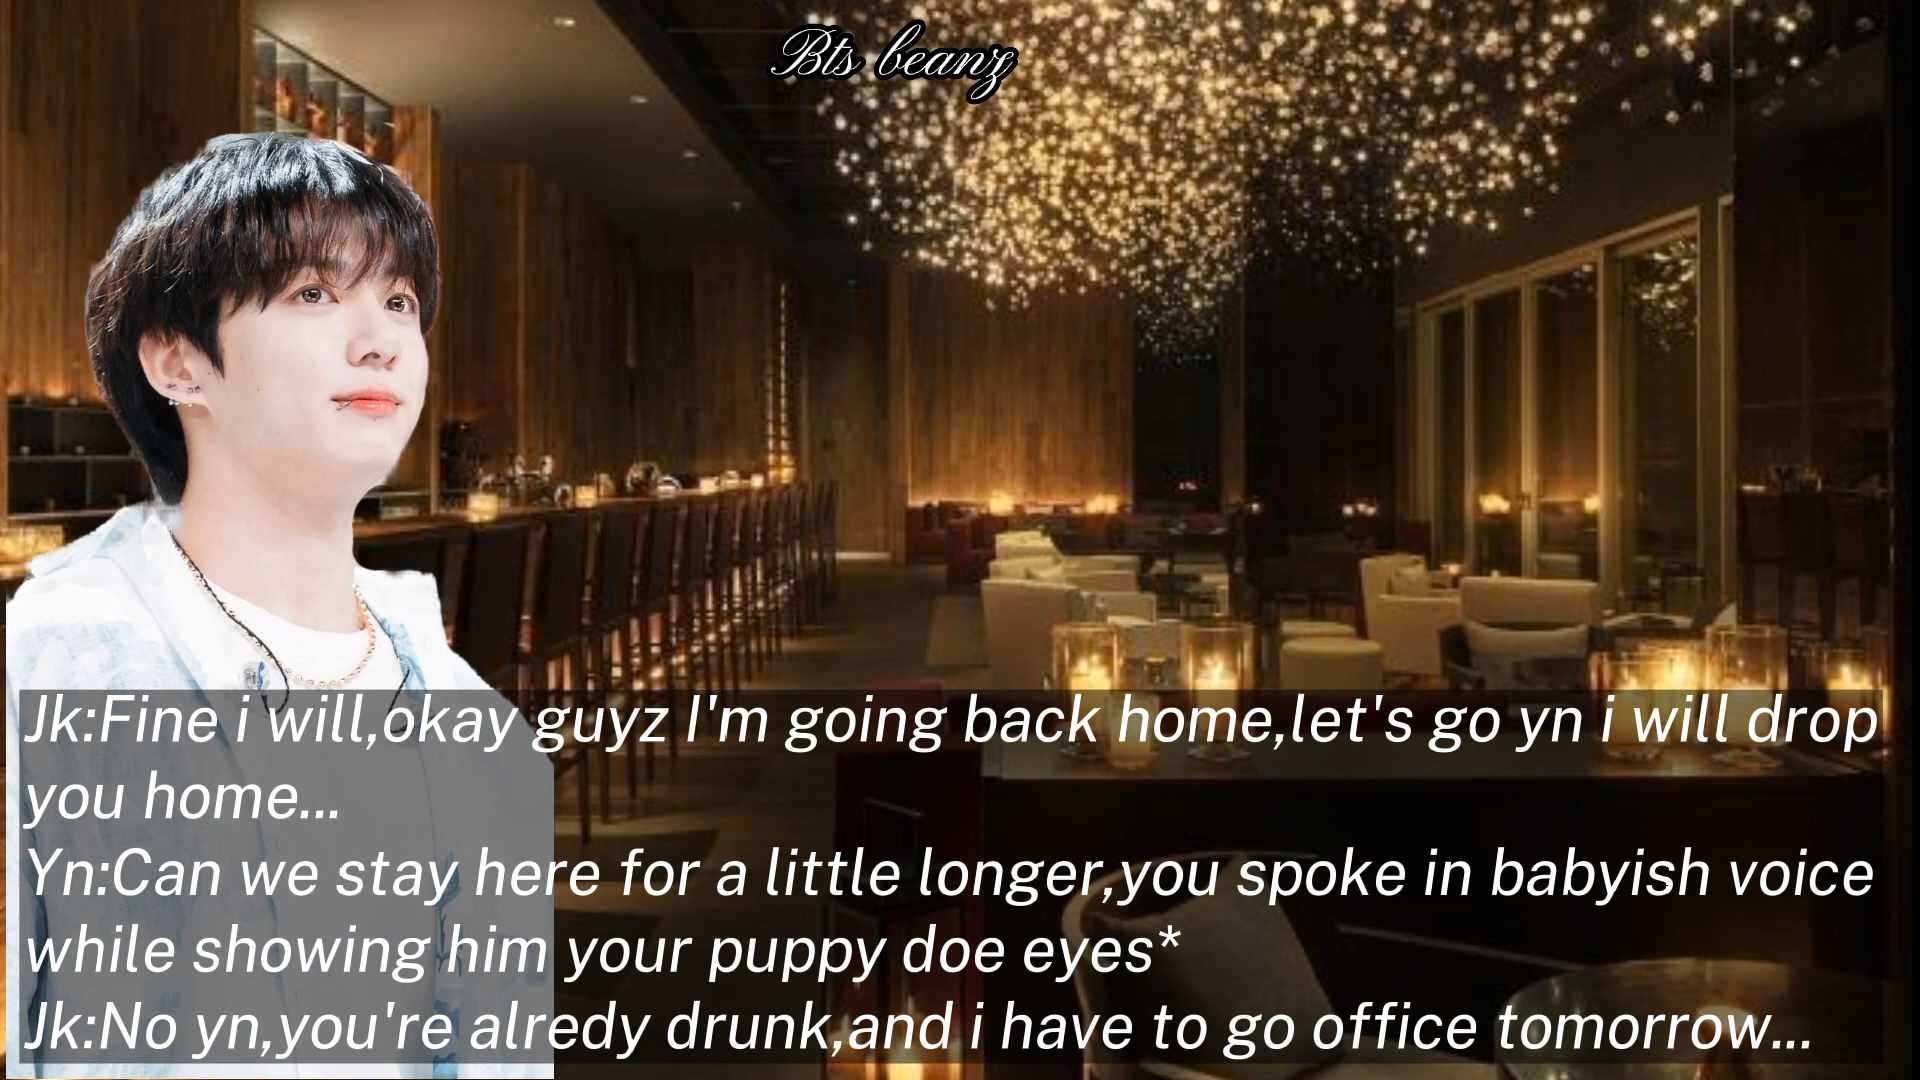 Bts beanz
Jk:Fine i will,okay guyz I'm going back home,let's go yn i will drop
you home...
Yn:Can we stay here for a little longer,you spoke in babyish voice
while showing him your puppy doe eyes*
Jk:No yn,you're alredy drunk,and i have to go office tomorrow...